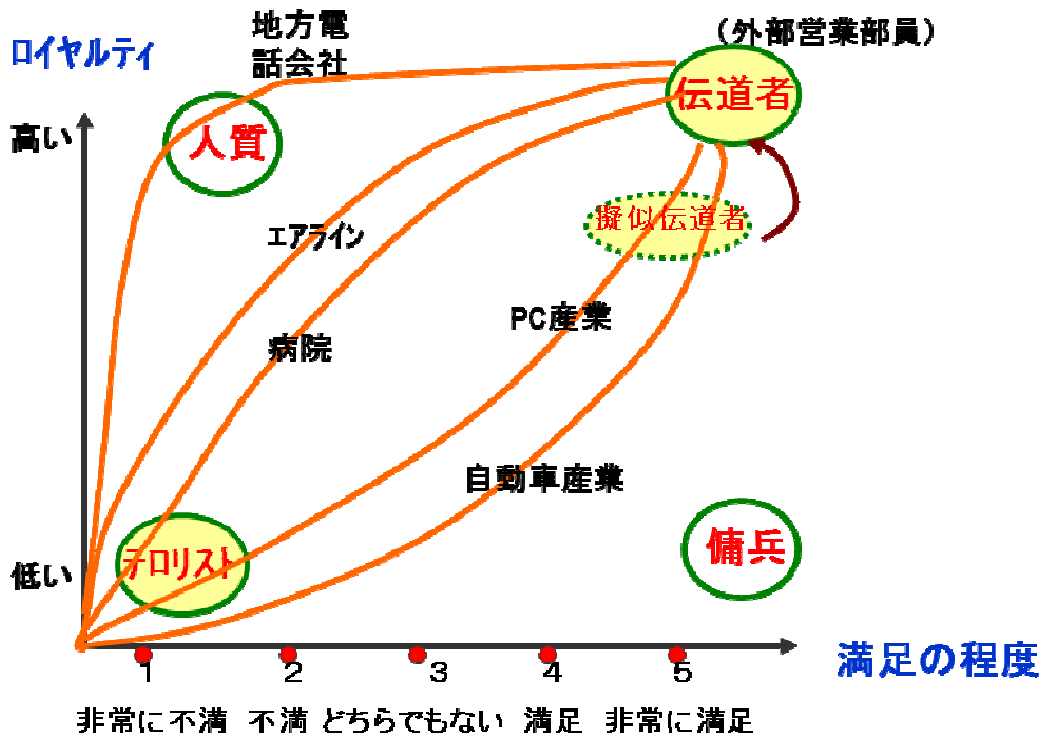 ロイヤルティ
地方電
話会社
（外部営業部員）
伝道者
高い
人質
擬似伝道者
エアライン
PC産業
病院
自動車産業
傭兵
テロリスト
低い
1
2
3
4
5
満足の程度
非常に不満 不満 どちらでもない 満足 非常に満足